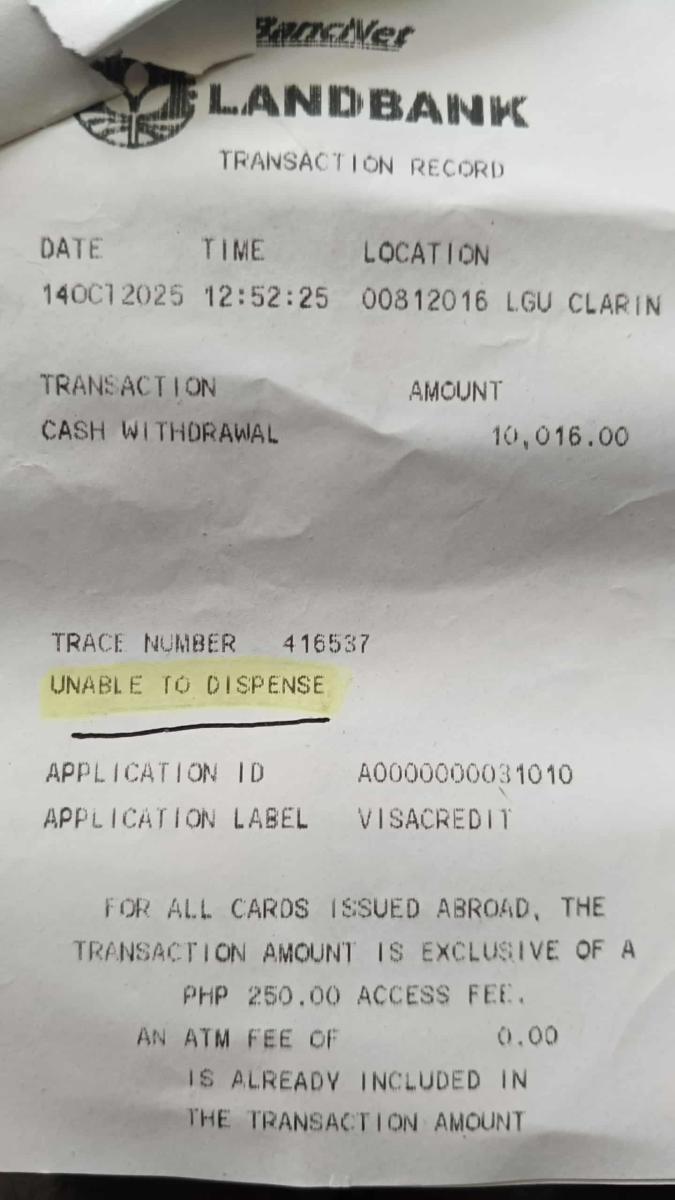 BancNet
LANDBANK
TRANSACTION RECORD
DATE TIME LOCATION
14OCT2025 12:52:25 00812016 LGU CLARIN
TRANSACTION AMOUNT
CASH WITHDRAWAL 10,016.00
TRACE NUMBER 416537
UNABLE TO DISPENSE
APPLICATION ID A0000000031010
APPLICATION LABEL VISACREDIT
FOR ALL CARDS ISSUED ABROAD, THE
TRANSACTION AMOUNT IS EXCLUSIVE OF A
PHP 250.00 ACCESS FEE.
AN ATM FEE OF 0.00
IS ALREADY INCLUDED IN
THE TRANSACTION AMOUNT